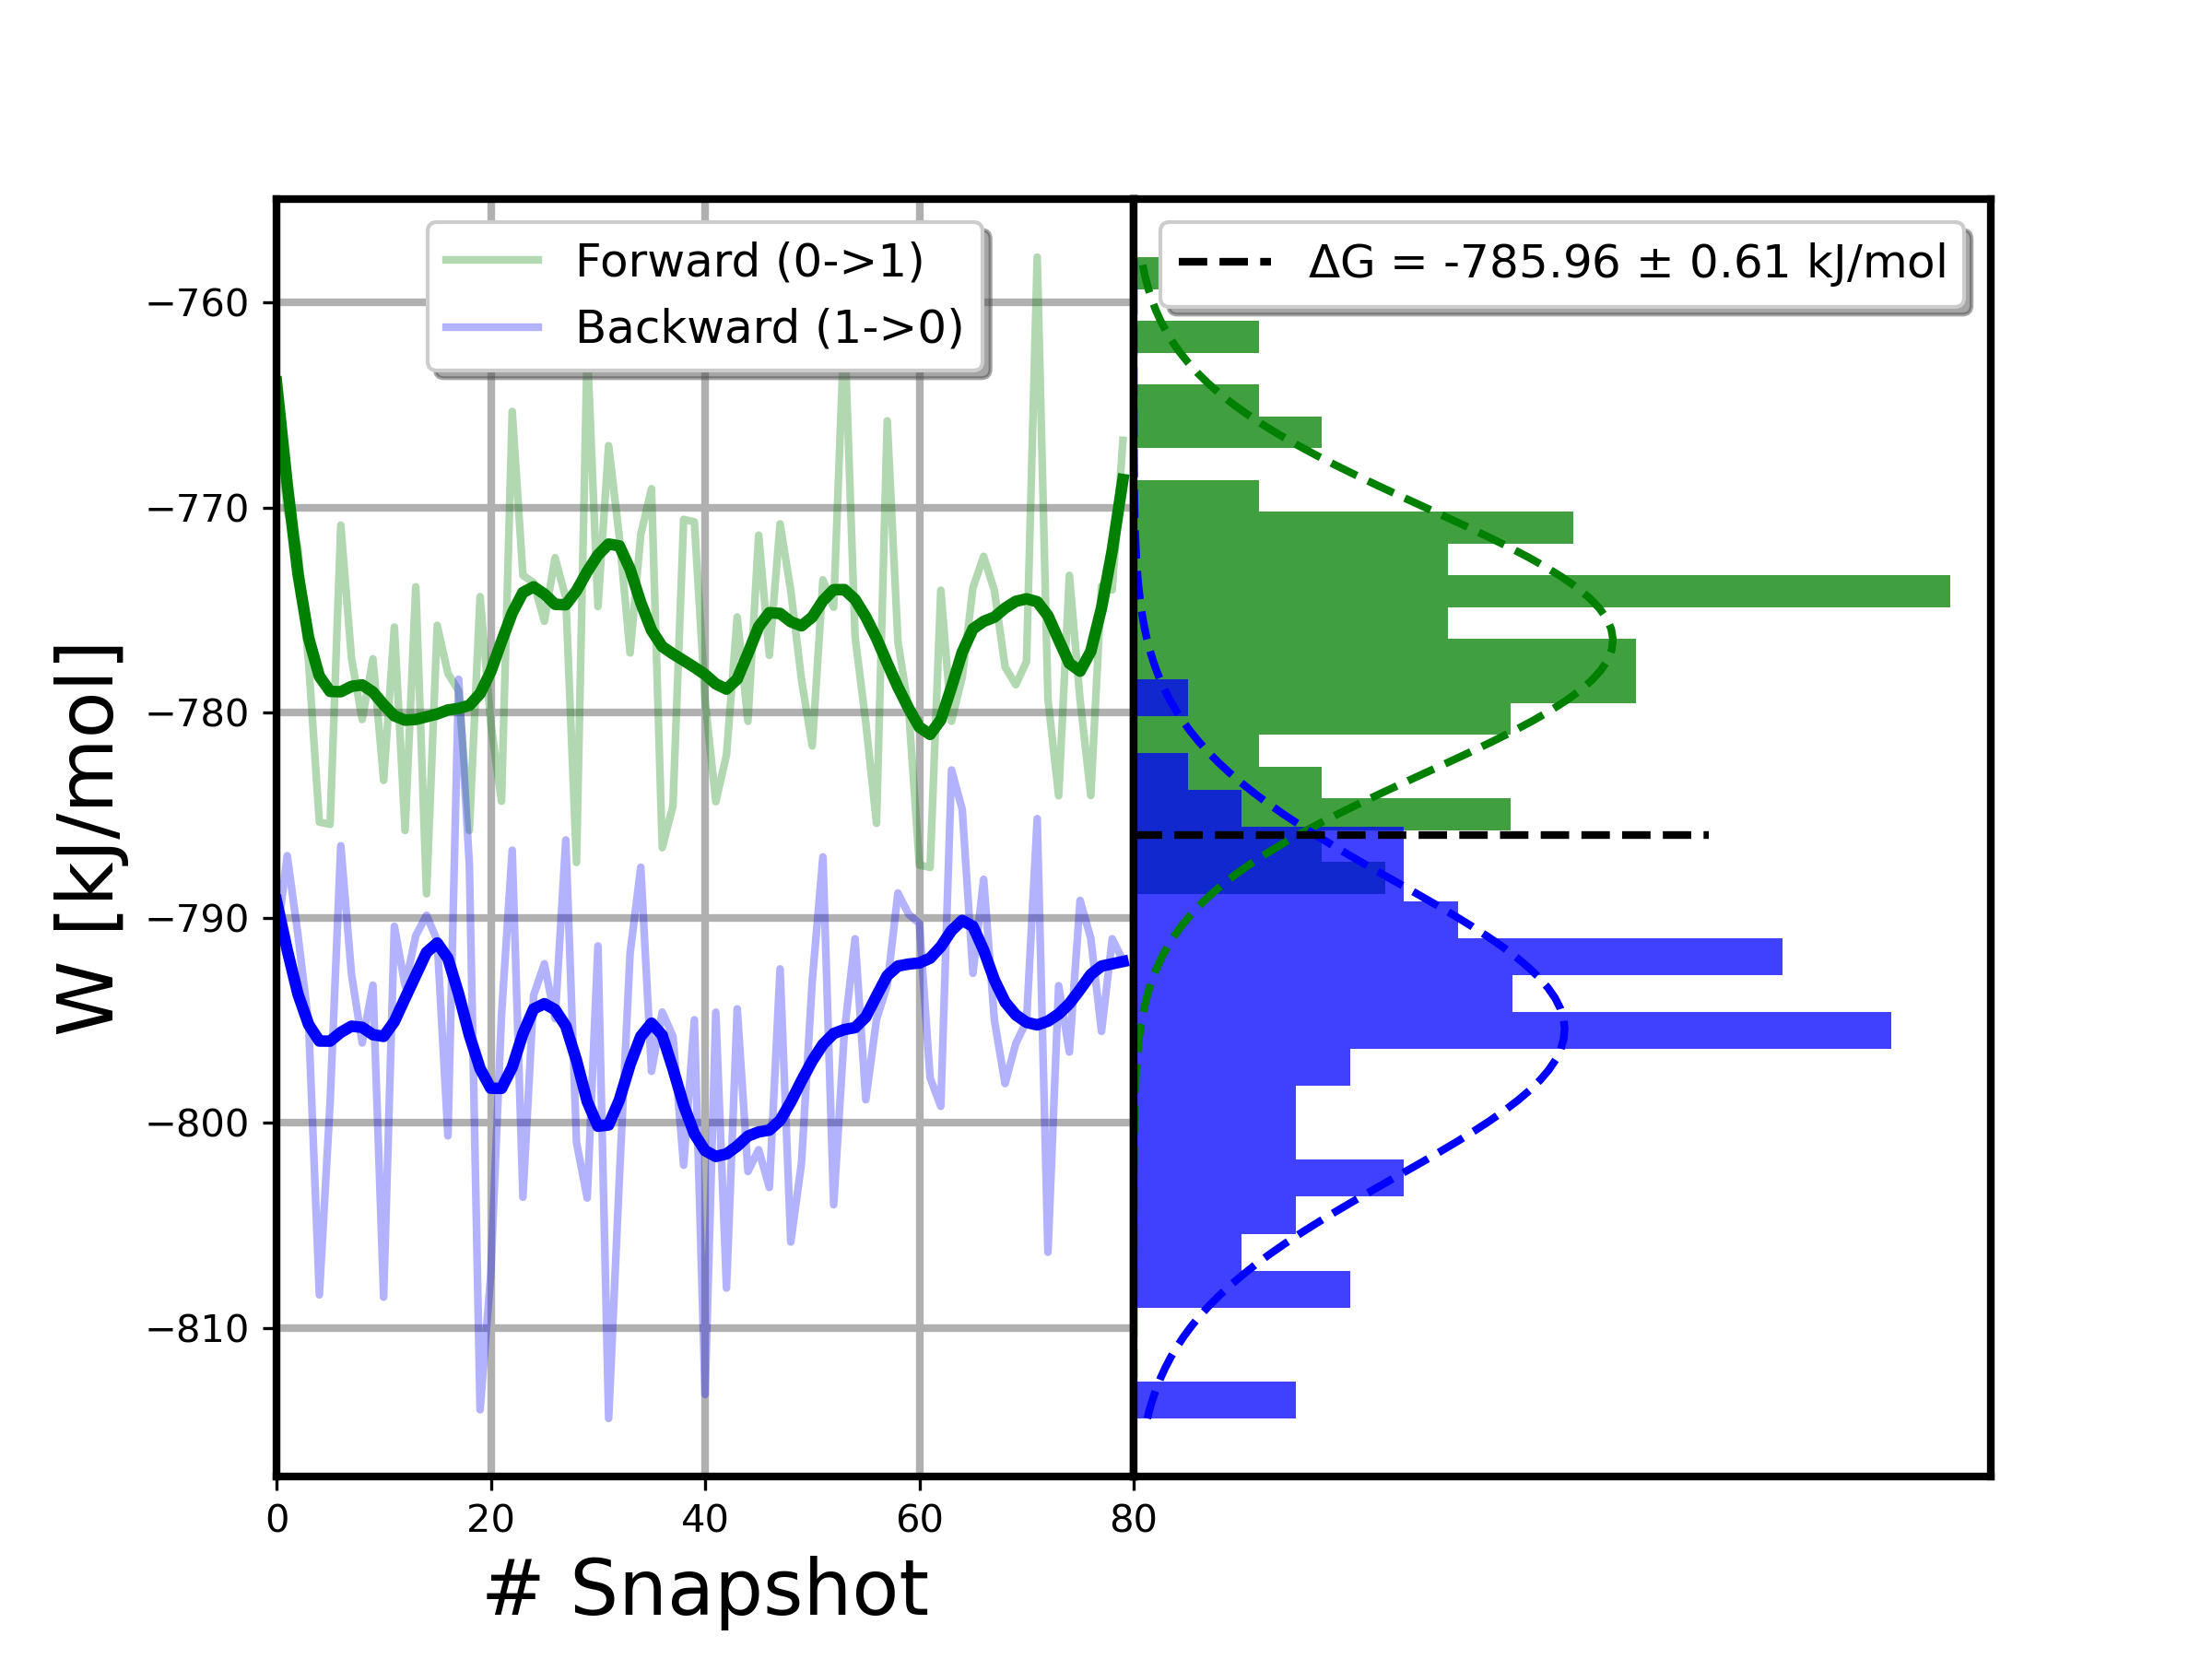 Forward (0->1)
Backward (1->0)
ΔG = -785.96 ± 0.61 kJ/mol
W [kJ/mol]
−760
−770
−780
−790
−800
−810
0 20 40 60 80
# Snapshot